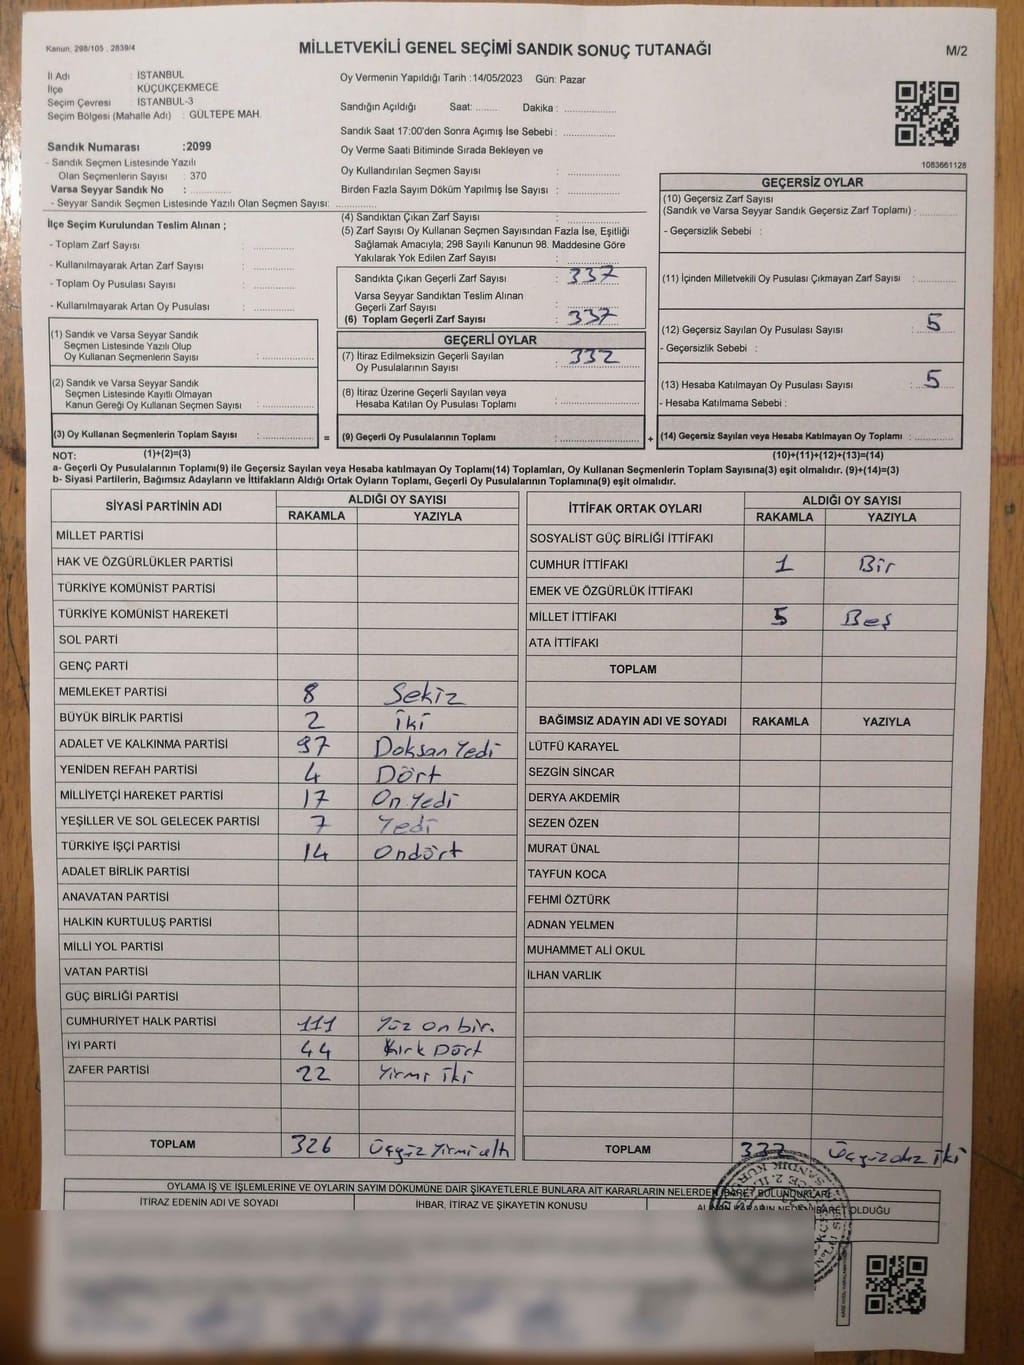 Kanun, 298/105 , 2839/4
MİLLETVEKİLİ GENEL SEÇİMİ SANDIK SONUÇ TUTANAĞI
M/2
İl Adı : İSTANBUL
İlçe : KÜÇÜKÇEKMECE
Seçim Çevresi : İSTANBUL-3
Seçim Bölgesi (Mahalle Adı) : GÜLTEPE MAH.
Sandık Numarası :2099
- Sandık Seçmen Listesinde Yazılı
Olan Seçmenlerin Sayısı : 370
Varsa Seyyar Sandık No :
- Seyyar Sandık Seçmen Listesinde Yazılı Olan Seçmen Sayısı:
Oy Vermenin Yapıldığı Tarih :14/05/2023 Gün: Pazar
Sandığın Açıldığı Saat: Dakika :
Sandık Saat 17:00'den Sonra Açımış İse Sebebi :
Oy Verme Saati Bitiminde Sırada Bekleyen ve
Oy Kullandırılan Seçmen Sayısı :
Birden Fazla Sayım Döküm Yapılmış İse Sayısı :
1083661128
İlçe Seçim Kurulundan Teslim Alınan ;
- Toplam Zarf Sayısı :
- Kullanılmayarak Artan Zarf Sayısı :
- Toplam Oy Pusulası Sayısı :
- Kullanılmayarak Artan Oy Pusulası :
(1) Sandık ve Varsa Seyyar Sandık
Seçmen Listesinde Yazılı Olup
Oy Kullanan Seçmenlerin Sayısı :
(2) Sandık ve Varsa Seyyar Sandık
Seçmen Listesinde Kayıtlı Olmayan
Kanun Gereği Oy Kullanan Seçmen Sayısı :
(3) Oy Kullanan Seçmenlerin Toplam Sayısı :
(4) Sandıktan Çıkan Zarf Sayısı :
(5) Zarf Sayısı Oy Kullanan Seçmen Sayısından Fazla İse, Eşitliği
Sağlamak Amacıyla; 298 Sayılı Kanunun 98. Maddesine Göre
Yakılarak Yok Edilen Zarf Sayısı :
Sandıkta Çıkan Geçerli Zarf Sayısı : 337
Varsa Seyyar Sandıktan Teslim Alınan
Geçerli Zarf Sayısı :
(6) Toplam Geçerli Zarf Sayısı : 337
GEÇERLİ OYLAR
(7) İtiraz Edilmeksizin Geçerli Sayılan
Oy Pusulalarının Sayısı : 332
(8) İtiraz Üzerine Geçerli Sayılan veya
Hesaba Katılan Oy Pusulası Toplamı :
= (9) Geçerli Oy Pusulalarının Toplamı :
GEÇERSİZ OYLAR
(10) Geçersiz Zarf Sayısı
(Sandık ve Varsa Seyyar Sandık Geçersiz Zarf Toplamı) :
- Geçersizlik Sebebi :
(11) İçinden Milletvekili Oy Pusulası Çıkmayan Zarf Sayısı :
(12) Geçersiz Sayılan Oy Pusulası Sayısı : 5
- Geçersizlik Sebebi :
(13) Hesaba Katılmayan Oy Pusulası Sayısı : 5
- Hesaba Katılmama Sebebi :
+ (14) Geçersiz Sayılan veya Hesaba Katılmayan Oy Toplamı :
NOT: (1)+(2)=(3) (10)+(11)+(12)+(13)=(14)
a- Geçerli Oy Pusulalarının Toplamı(9) ile Geçersiz Sayılan veya Hesaba katılmayan Oy Toplamı(14) Toplamları, Oy Kullanan Seçmenlerin Toplam Sayısına(3) eşit olmalıdır. (9)+(14)=(3)
b- Siyasi Partilerin, Bağımsız Adayların ve İttifakların Aldığı Ortak Oyların Toplamı, Geçerli Oy Pusulalarının Toplamına(9) eşit olmalıdır.
SİYASİ PARTİNİN ADI ALDIĞI OY SAYISI
RAKAMLA YAZIYLA
MİLLET PARTİSİ
HAK VE ÖZGÜRLÜKLER PARTİSİ
TÜRKİYE KOMÜNİST PARTİSİ
TÜRKİYE KOMÜNİST HAREKETİ
SOL PARTİ
GENÇ PARTİ
MEMLEKET PARTİSİ 8 Sekiz
BÜYÜK BİRLİK PARTİSİ 2 İki
ADALET VE KALKINMA PARTİSİ 97 Doksan Yedi
YENİDEN REFAH PARTİSİ 4 Dört
MİLLİYETÇİ HAREKET PARTİSİ 17 On Yedi
YEŞİLLER VE SOL GELECEK PARTİSİ 7 Yedi
TÜRKİYE İŞÇİ PARTİSİ 14 Ondört
ADALET BİRLİK PARTİSİ
ANAVATAN PARTİSİ
HALKIN KURTULUŞ PARTİSİ
MİLLİ YOL PARTİSİ
VATAN PARTİSİ
GÜÇ BİRLİĞİ PARTİSİ
CUMHURİYET HALK PARTİSİ 111 Yüz on bir.
İYİ PARTİ 44 Kırk Dört
ZAFER PARTİSİ 22 Yirmi iki
TOPLAM 326 Üçyüz Yirmi altı
İTTİFAK ORTAK OYLARI ALDIĞI OY SAYISI
RAKAMLA YAZIYLA
SOSYALİST GÜÇ BİRLİĞİ İTTİFAKI
CUMHUR İTTİFAKI 1 Bir
EMEK VE ÖZGÜRLÜK İTTİFAKI
MİLLET İTTİFAKI 5 Beş
ATA İTTİFAKI
TOPLAM
BAĞIMSIZ ADAYIN ADI VE SOYADI RAKAMLA YAZIYLA
LÜTFÜ KARAYEL
SEZGİN SİNCAR
DERYA AKDEMİR
SEZEN ÖZEN
MURAT ÜNAL
TAYFUN KOCA
FEHMİ ÖZTÜRK
ADNAN YELMEN
MUHAMMET ALİ OKUL
İLHAN VARLIK
TOPLAM 332
OYLAMA İŞ VE İŞLEMLERİNE VE OYLARIN SAYIM DÖKÜMÜNE DAİR ŞİKAYETLERLE BUNLARA AİT KARARLARIN NELERDEN İBARET BULUNDUKLARI
İTİRAZ EDENİN ADI VE SOYADI İHBAR, İTİRAZ VE ŞİKAYETİN KONUSU